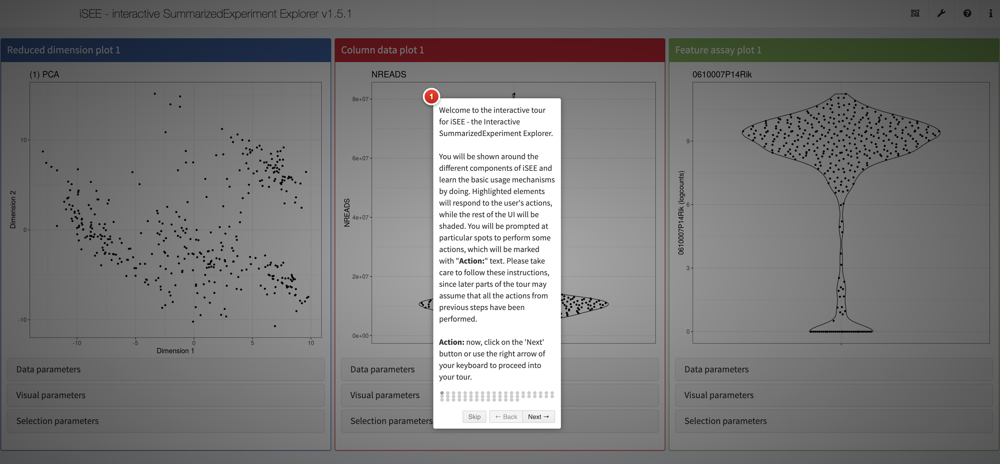 iSEE - interactive SummarizedExperiment Explorer v1.5.1
Reduced dimension plot 1
(1) PCA
10
0
-10
Dimension 2
-10
-5
0
5
10
Dimension 1
Data parameters
Visual parameters
Selection parameters
Column data plot 1
NREADS
8e+07
6e+07
4e+07
2e+07
0e+00
NREADS
Data parameters
Visual parameters
Selection parameters
1
Welcome to the interactive tour
for iSEE - the Interactive
SummarizedExperiment Explorer.
You will be shown around the
different components of iSEE and
learn the basic usage mechanisms
by doing. Highlighted elements
will respond to the user's actions,
while the rest of the UI will be
shaded. You will be prompted at
particular spots to perform some
actions, which will be marked
with "Action:" text. Please take
care to follow these instructions,
since later parts of the tour may
assume that all the actions from
previous steps have been
performed.
Action: now, click on the 'Next'
button or use the right arrow of
your keyboard to proceed into
your tour.
Skip
← Back
Next →
Feature assay plot 1
0610007P14Rik
9
6
3
0
0610007P14Rik (logcounts)
Data parameters
Visual parameters
Selection parameters